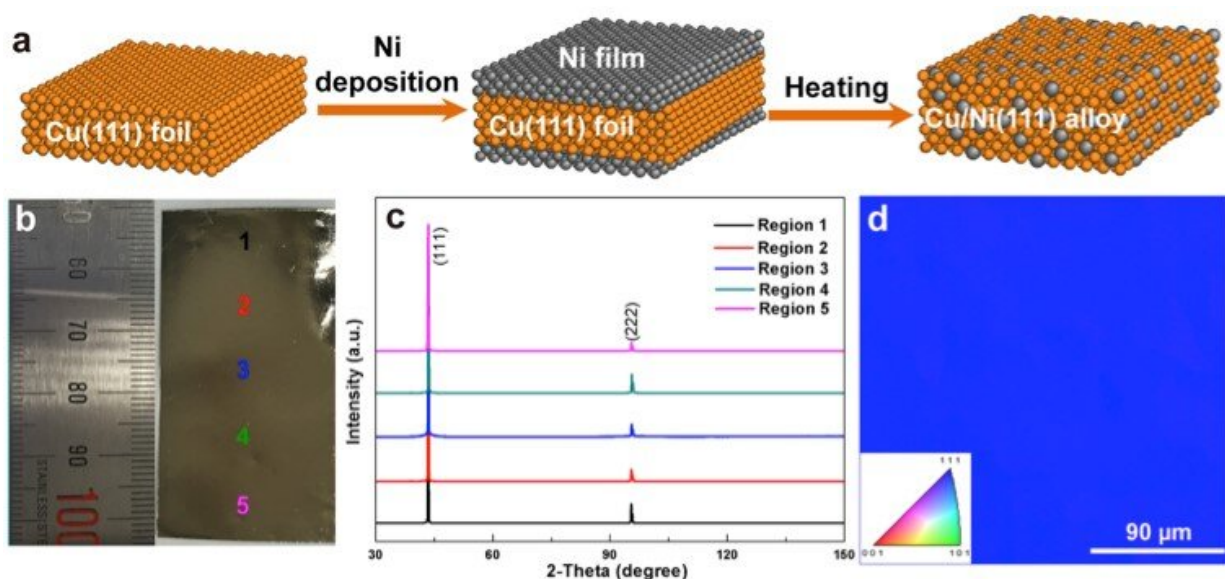 a
Ni
deposition
Cu(111) foil
Ni film
Cu(111) foil
Heating
Cu/Ni(111) alloy
b
60
70
80
90
100
STAINLESS
1
2
3
4
5
c
Intensity (a.u.)
(111)
(222)
Region 1
Region 2
Region 3
Region 4
Region 5
30
60
90
120
150
2-Theta (degree)
d
111
001
101
90 µm